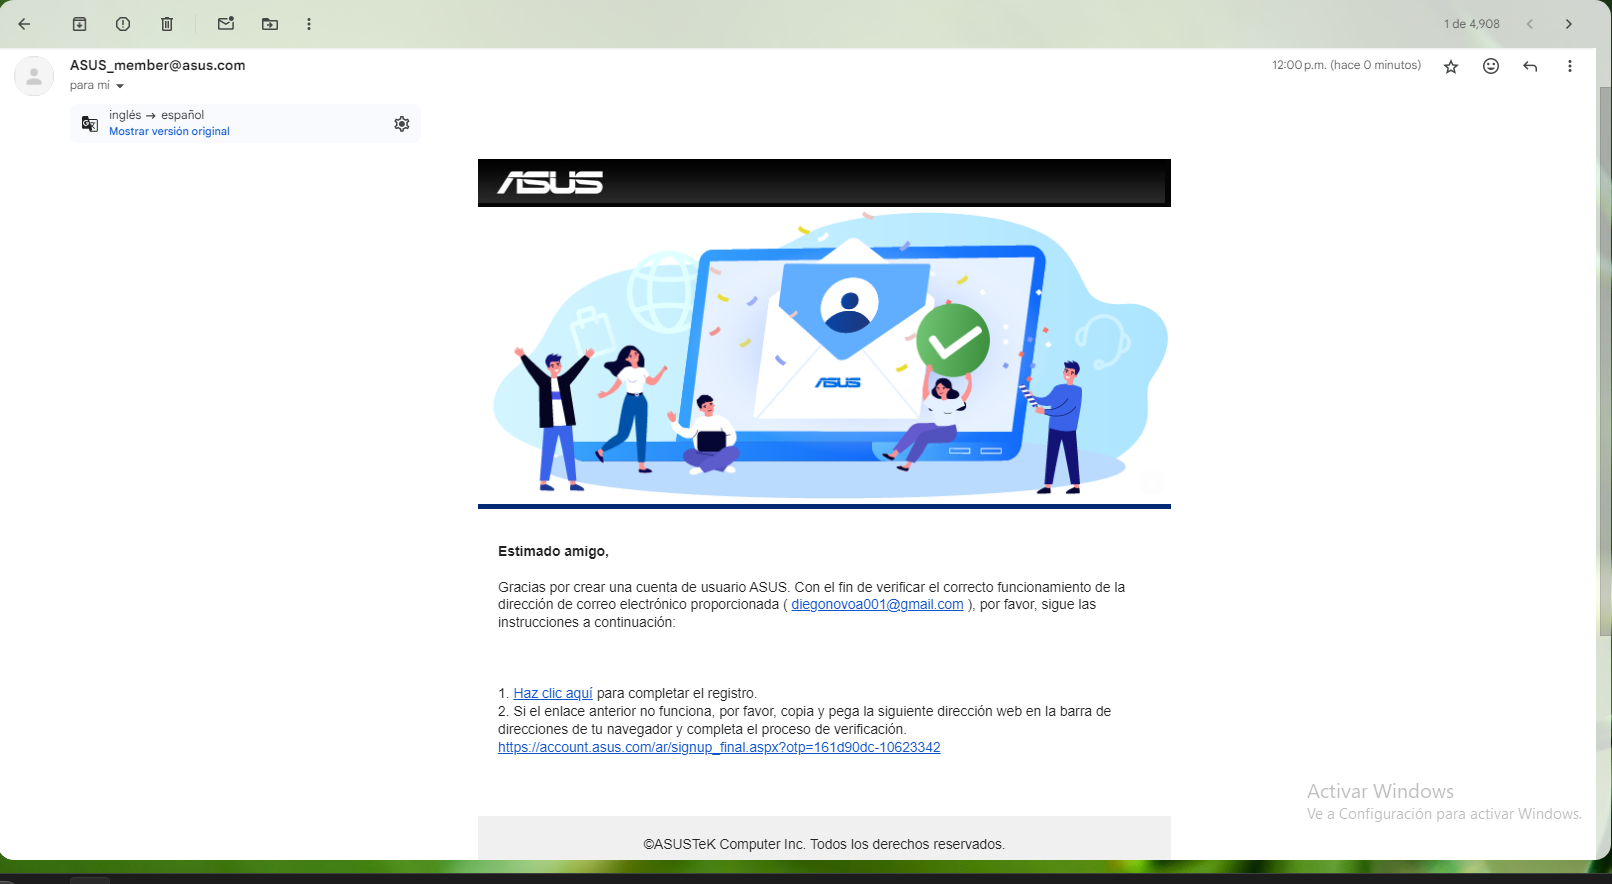 1 de 4,908
ASUS_member@asus.com
12:00 p.m. (hace 0 minutos)
para mí
inglés → español
Mostrar versión original
ASUS
ASUS
Estimado amigo,
Gracias por crear una cuenta de usuario ASUS. Con el fin de verificar el correcto funcionamiento de la
dirección de correo electrónico proporcionada ( diegonovoa001@gmail.com ), por favor, sigue las
instrucciones a continuación:
1. Haz clic aquí para completar el registro.
2. Si el enlace anterior no funciona, por favor, copia y pega la siguiente dirección web en la barra de
direcciones de tu navegador y completa el proceso de verificación.
https://account.asus.com/ar/signup_final.aspx?otp=161d90dc-10623342
Activar Windows
Ve a Configuración para activar Windows.
©ASUSTeK Computer Inc. Todos los derechos reservados.